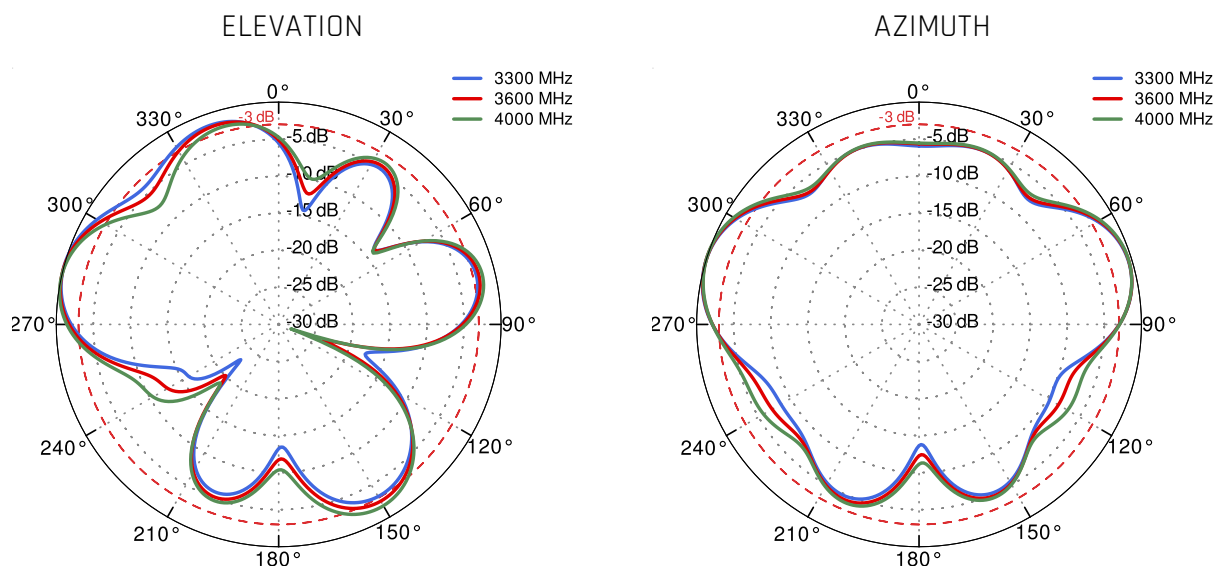 ELEVATION
3300 MHz
3600 MHz
4000 MHz
0°
30°
60°
90°
120°
150°
180°
210°
240°
270°
300°
330°
-3 dB
-5 dB
-10 dB
-15 dB
-20 dB
-25 dB
-30 dB
AZIMUTH
3300 MHz
3600 MHz
4000 MHz
0°
30°
60°
90°
120°
150°
180°
210°
240°
270°
300°
330°
-3 dB
-5 dB
-10 dB
-15 dB
-20 dB
-25 dB
-30 dB